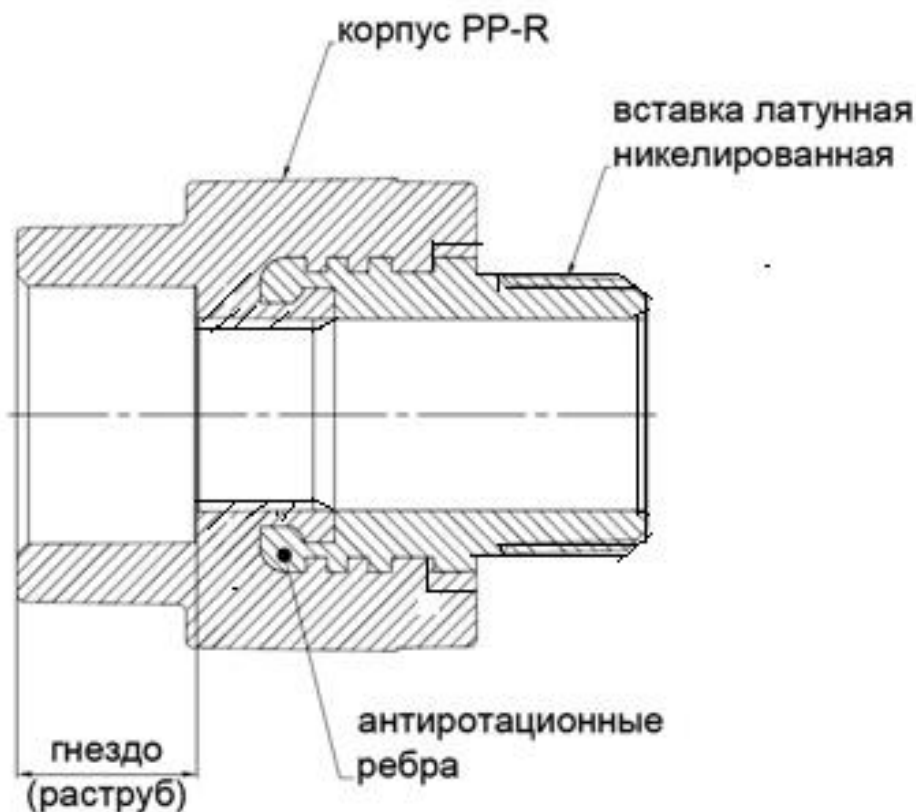 корпус PP-R
вставка латунная
никелированная
антиротационные
ребра
гнездо
(раструб)